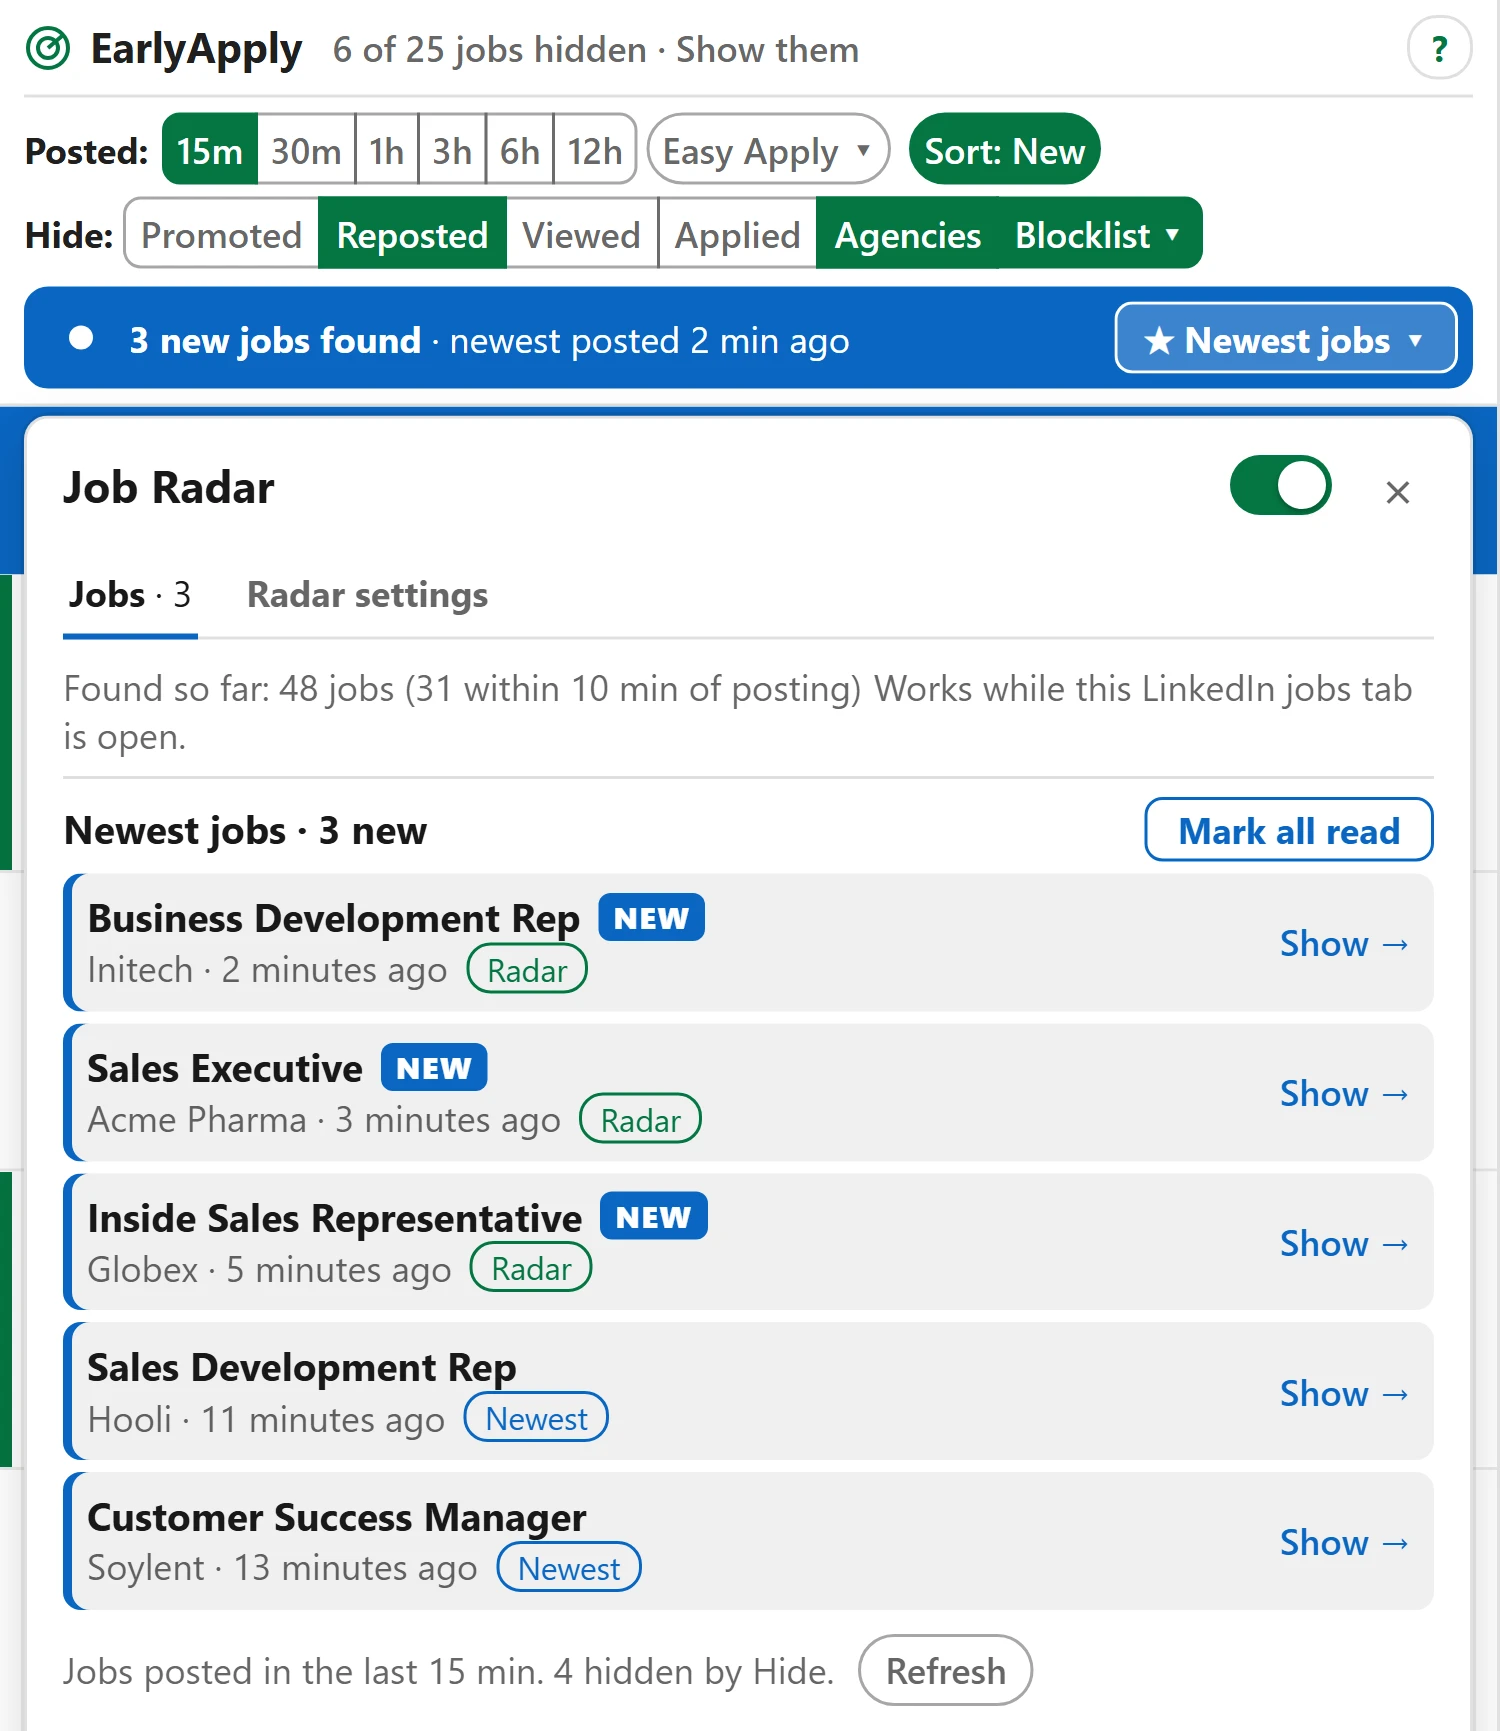 EarlyApply 6 of 25 jobs hidden · Show them ?
Posted: 15m 30m 1h 3h 6h 12h Easy Apply ▼ Sort: New
Hide: Promoted Reposted Viewed Applied Agencies Blocklist ▼
3 new jobs found · newest posted 2 min ago ★ Newest jobs ▼
Job Radar ×
Jobs · 3 Radar settings
Found so far: 48 jobs (31 within 10 min of posting) Works while this LinkedIn jobs tab
is open.
Newest jobs · 3 new Mark all read
Business Development Rep NEW
Initech · 2 minutes ago Radar Show →
Sales Executive NEW
Acme Pharma · 3 minutes ago Radar Show →
Inside Sales Representative NEW
Globex · 5 minutes ago Radar Show →
Sales Development Rep
Hooli · 11 minutes ago Newest Show →
Customer Success Manager
Soylent · 13 minutes ago Newest Show →
Jobs posted in the last 15 min. 4 hidden by Hide. Refresh